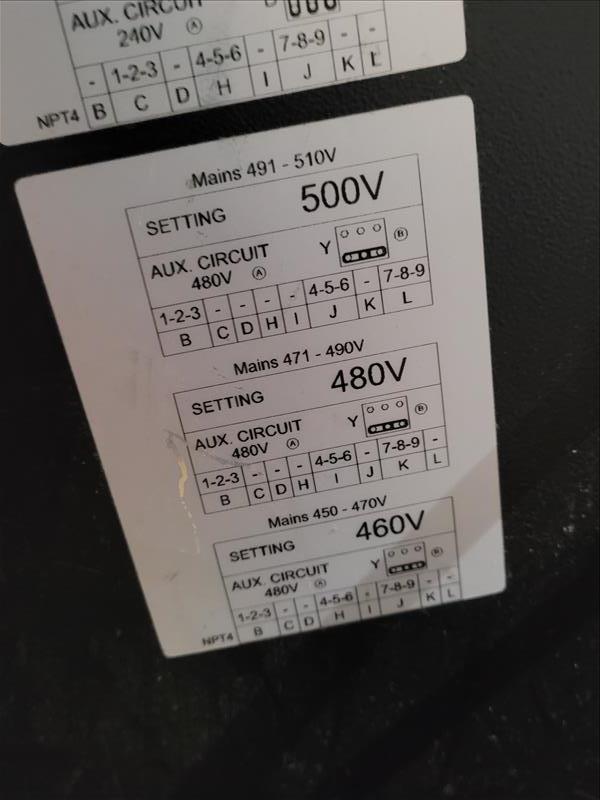 AUX. CIRCUIT
240V Ⓐ
- 1-2-3 - 4-5-6 - 7-8-9 - -
NPT4 B C D H I J K L
Mains 491 - 510V
SETTING 500V
AUX. CIRCUIT Y Ⓑ
480V Ⓐ
1-2-3 - - - - 4-5-6 - 7-8-9
B C D H I J K L
Mains 471 - 490V
SETTING 480V
AUX. CIRCUIT Y Ⓑ
480V Ⓐ
1-2-3 - - - 4-5-6 - 7-8-9 -
B C D H I J K L
Mains 450 - 470V
SETTING 460V
AUX. CIRCUIT Y Ⓑ
480V Ⓐ
1-2-3 - - 4-5-6 - 7-8-9 - -
NPT4 B C D H I J K L